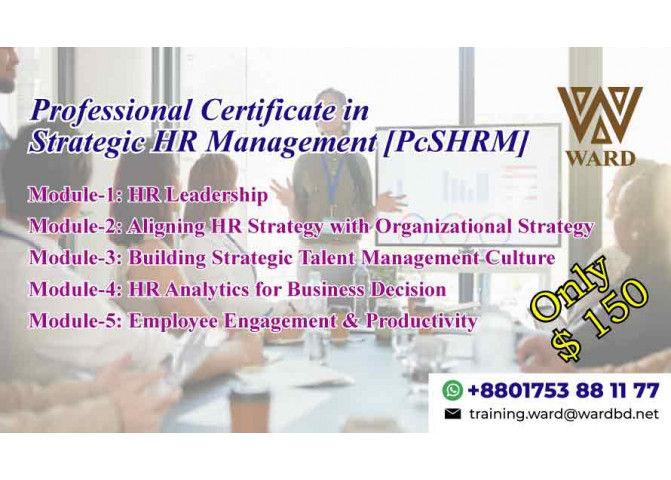 Professional Certificate in
Strategic HR Management [PcSHRM]
WARD
Module-1: HR Leadership
Module-2: Aligning HR Strategy with Organizational Strategy
Module-3: Building Strategic Talent Management Culture
Module-4: HR Analytics for Business Decision
Module-5: Employee Engagement & Productivity
Only
$ 150
+8801753 88 11 77
training.ward@wardbd.net